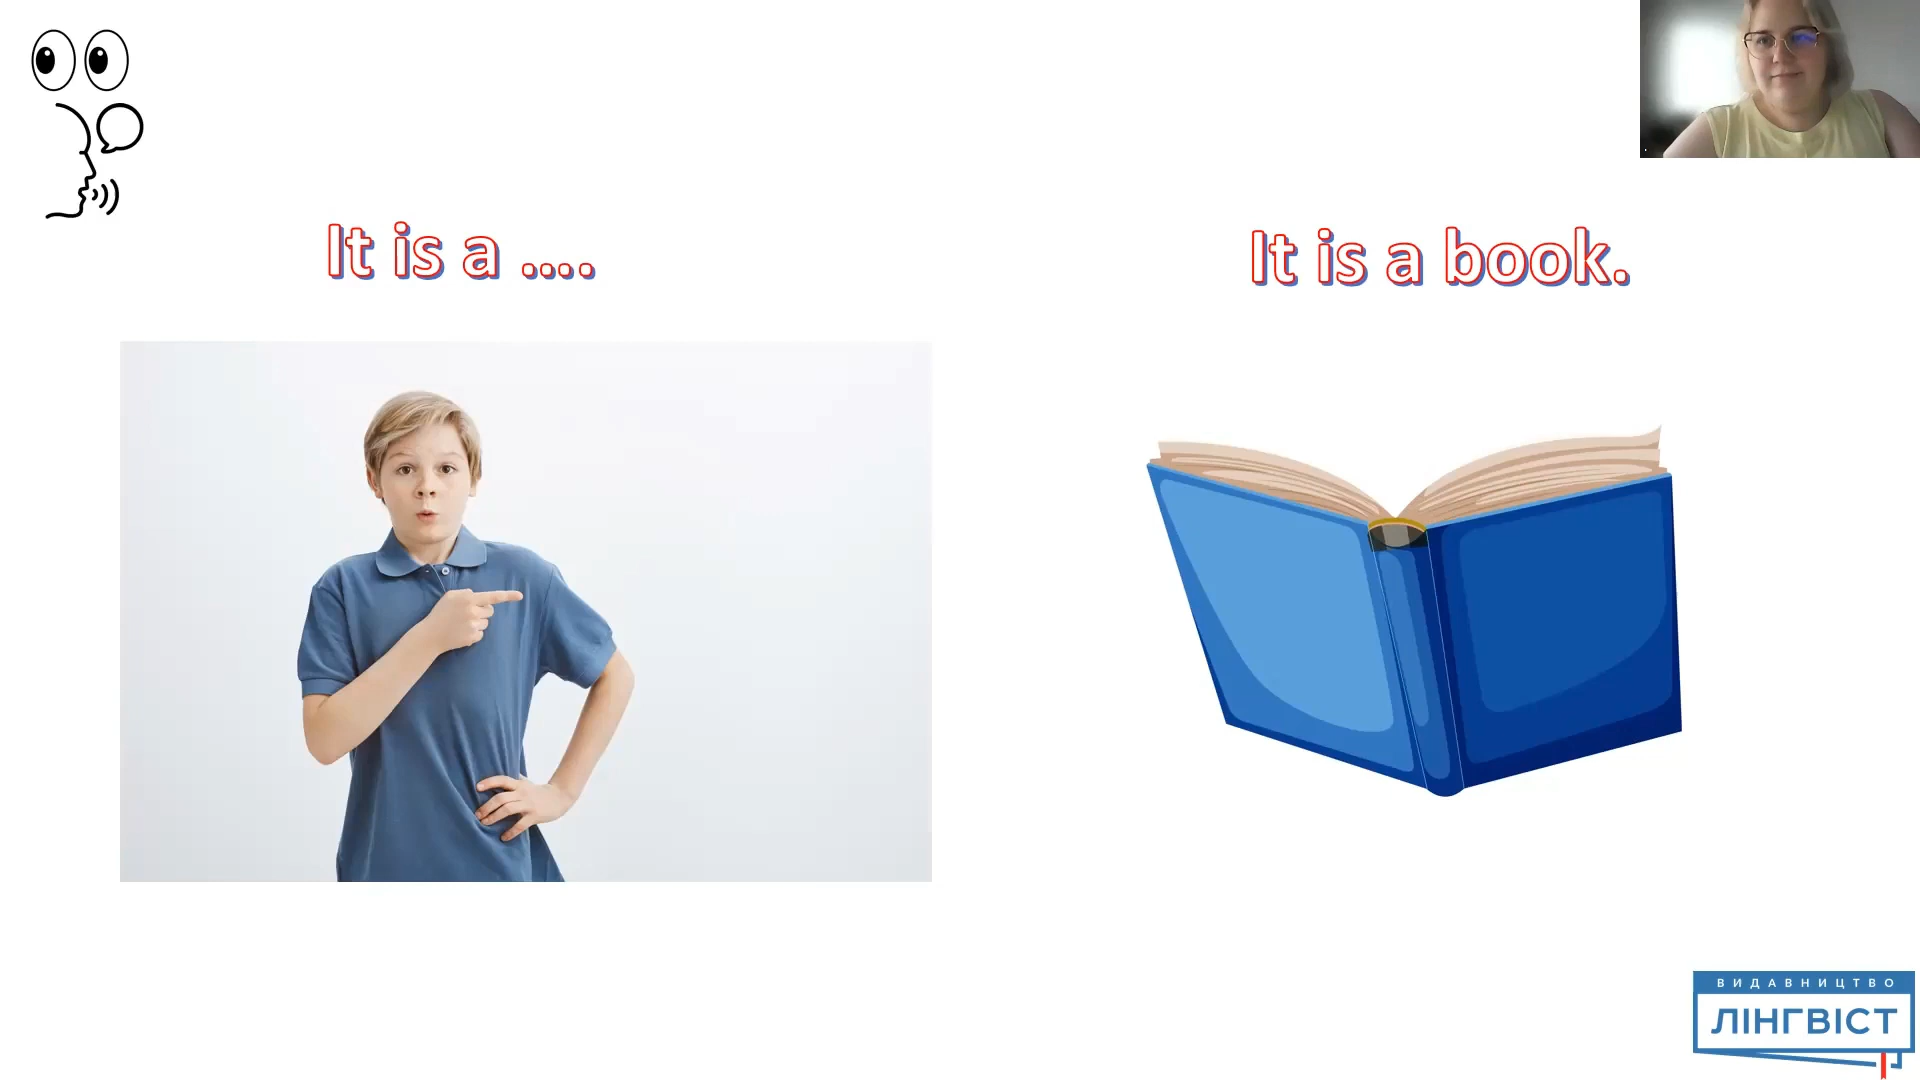 It is a ....
It is a book.
ВИДАВНИЦТВО
ЛІНГВІСТ